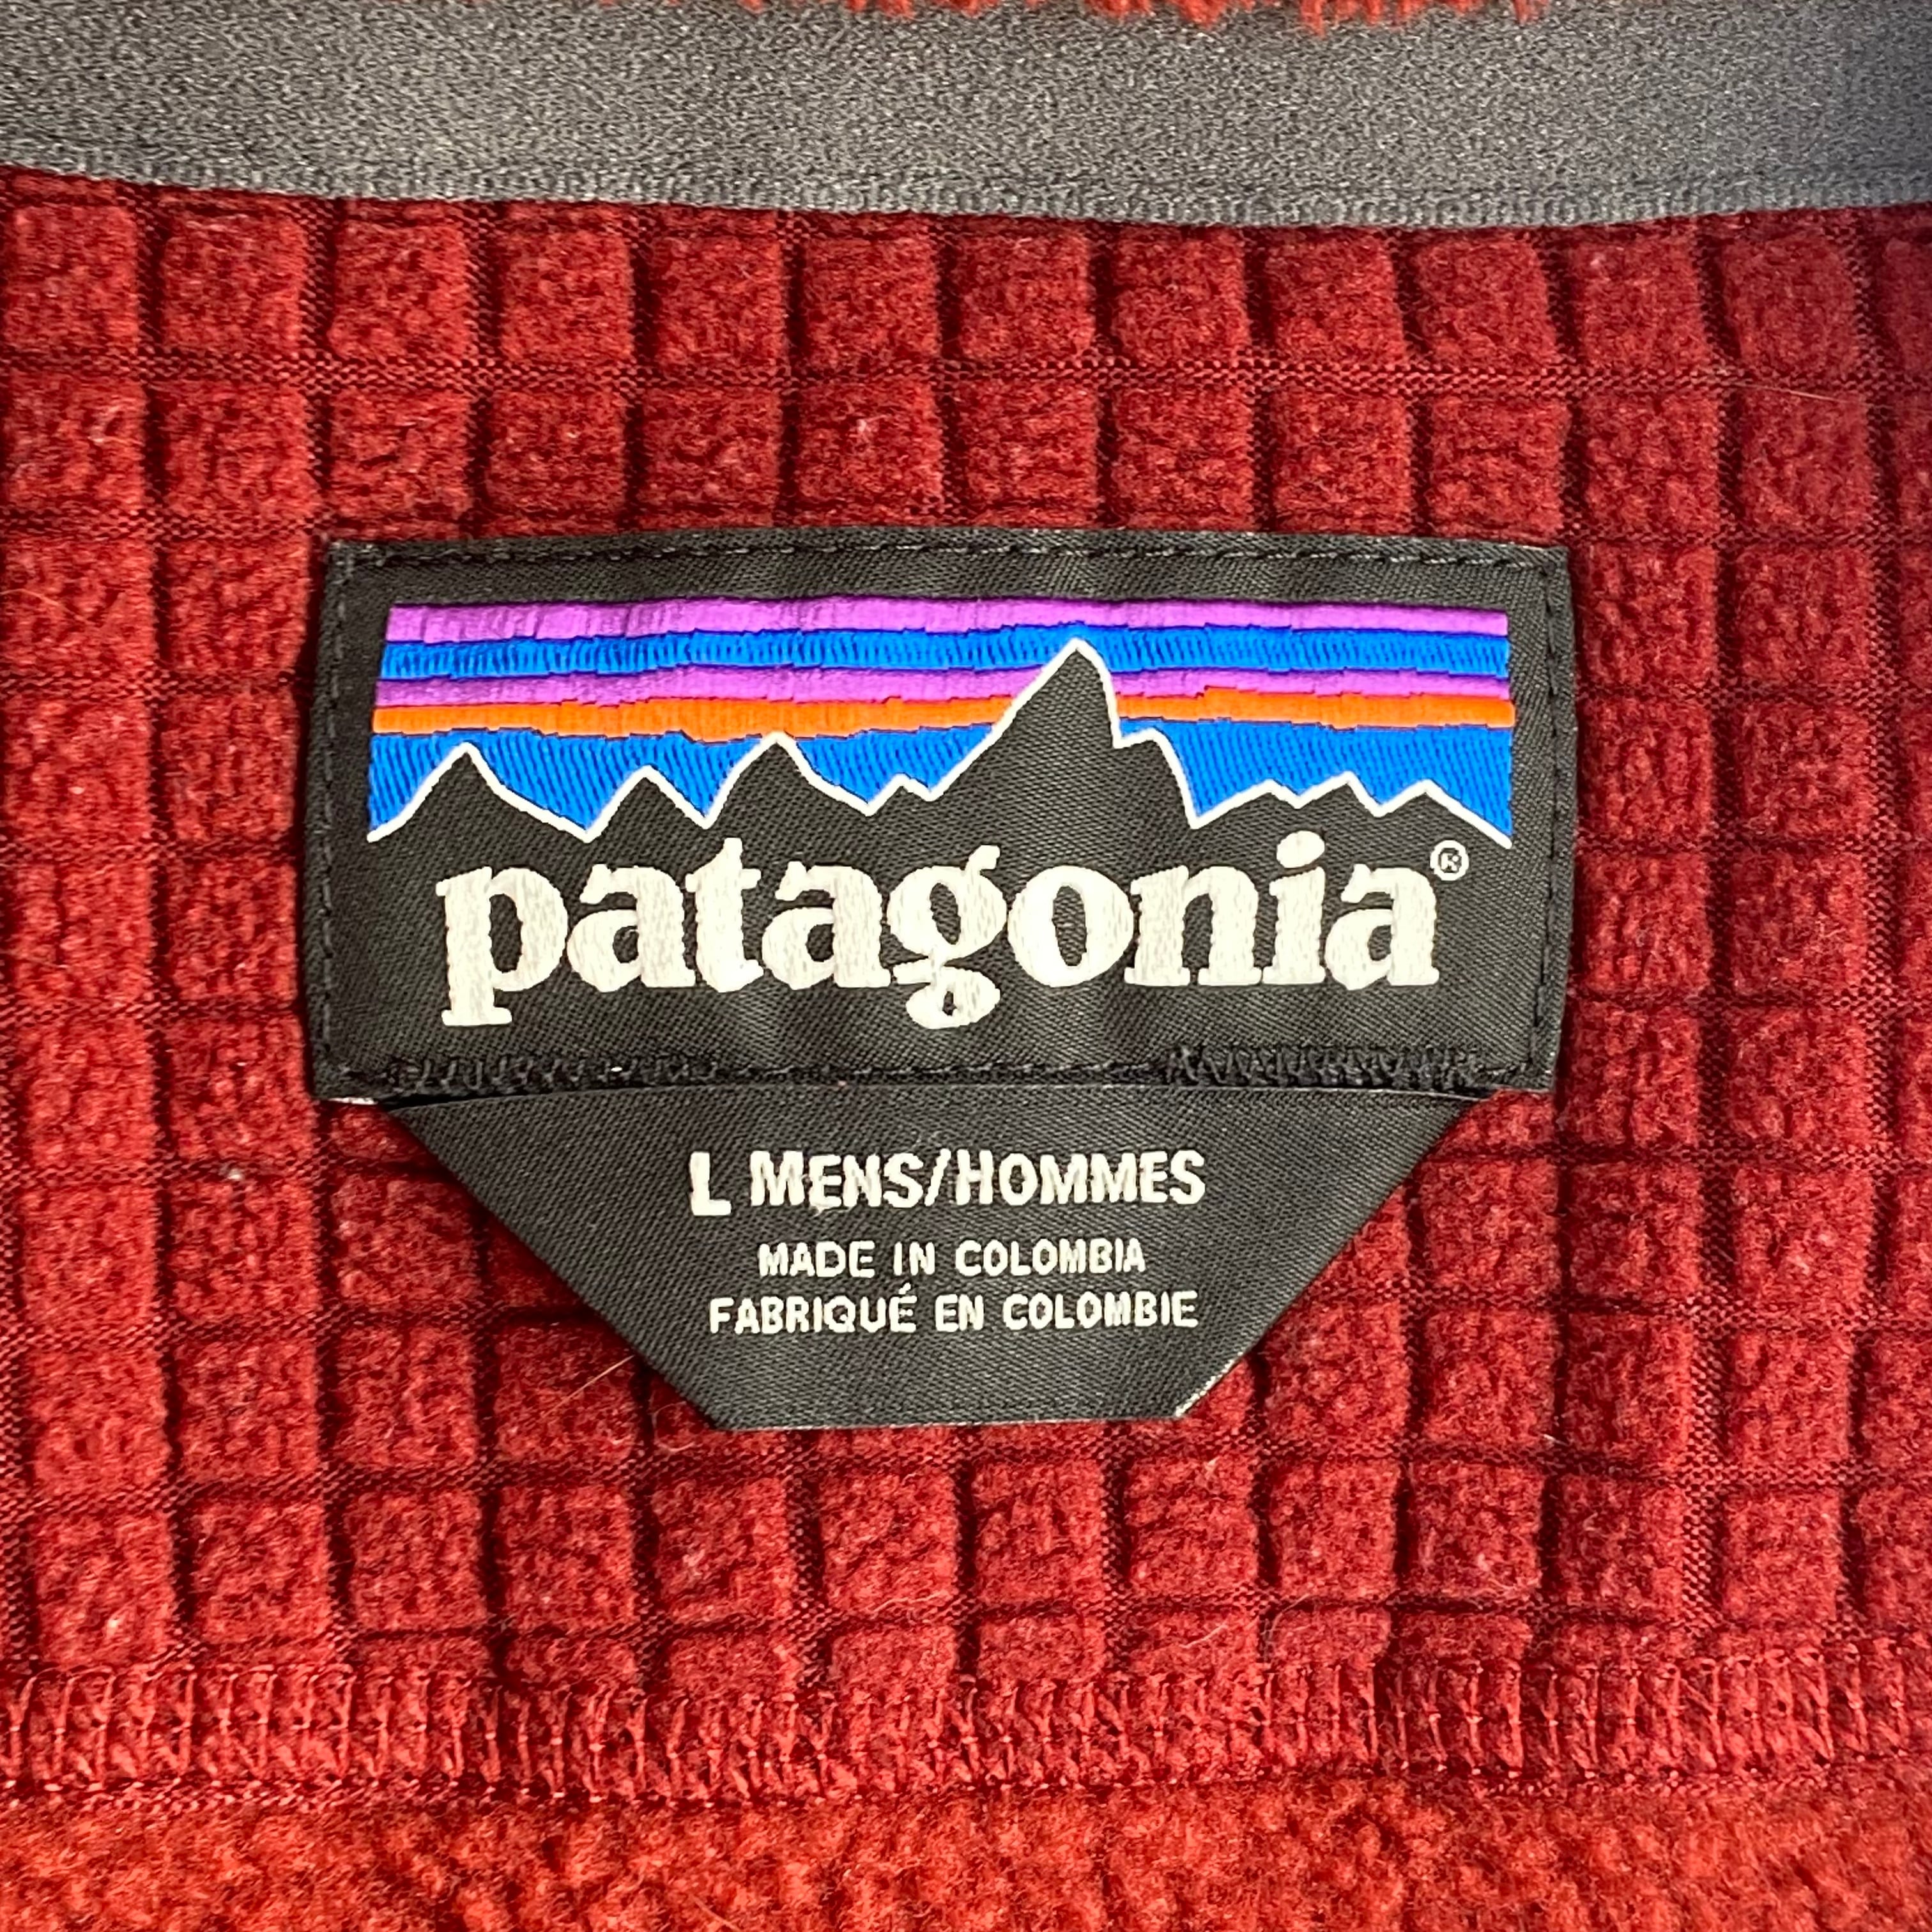 patagonia®
L MENS/HOMMES
MADE IN COLOMBIA
FABRIQUÉ EN COLOMBIE